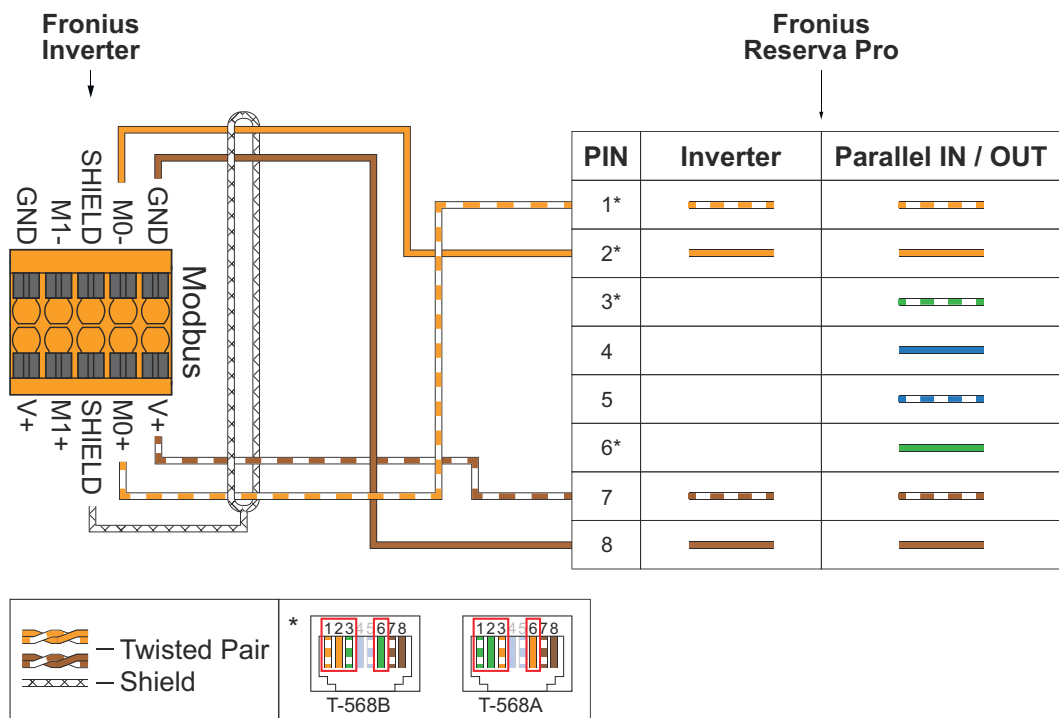 Fronius
Inverter
Fronius
Reserva Pro
GND
M1-
SHIELD
M0-
GND
Modbus
V+
M1+
SHIELD
M0+
V+
PIN Inverter Parallel IN / OUT
1*
2*
3*
4
5
6*
7
8
Twisted Pair
Shield
*
12345678
T-568B
12345678
T-568A